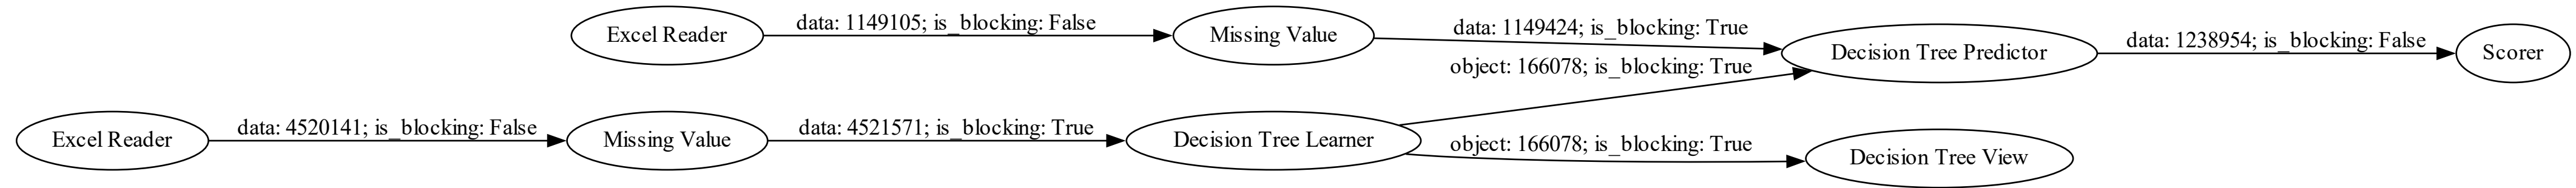 Excel Reader
data: 1149105; is_blocking: False
Missing Value
data: 1149424; is_blocking: True
Decision Tree Predictor
data: 1238954; is_blocking: False
Scorer
object: 166078; is_blocking: True
Excel Reader
data: 4520141; is_blocking: False
Missing Value
data: 4521571; is_blocking: True
Decision Tree Learner
object: 166078; is_blocking: True
Decision Tree View